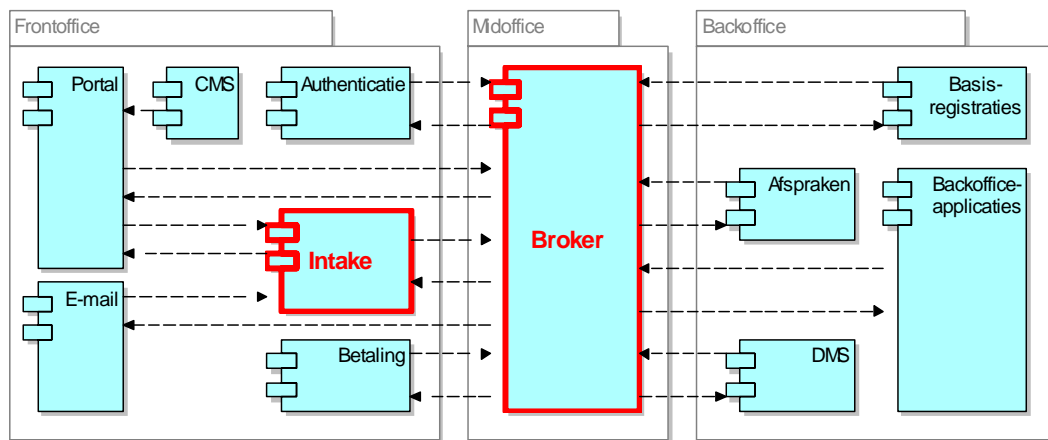 Frontoffice
Midoffice
Backoffice
Portal
CMS
Authenticatie
Basis-
registraties
Afspraken
Backoffice-
applicaties
Broker
Intake
E-mail
Betaling
DMS